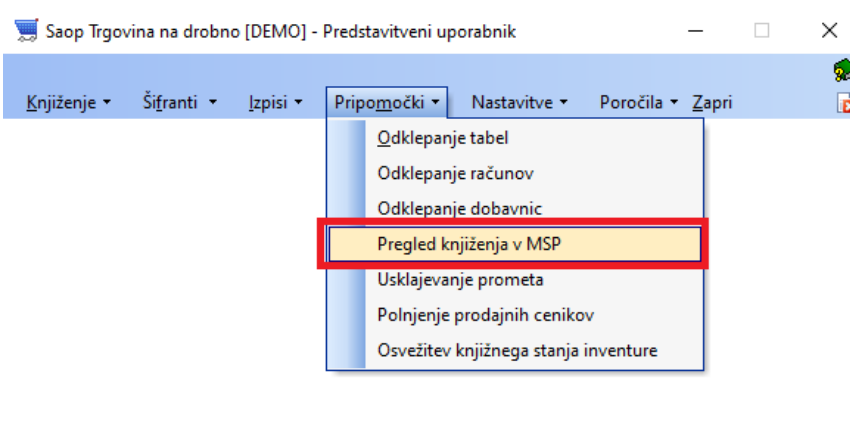 Saop Trgovina na drobno [DEMO] - Predstavitveni uporabnik
Knjiženje Šifranti Izpisi Pripomočki Nastavitve Poročila Zapri
Odklepanje tabel
Odklepanje računov
Odklepanje dobavnic
Pregled knjiženja v MSP
Usklajevanje prometa
Polnjenje prodajnih cenikov
Osvežitev knjižnega stanja inventure